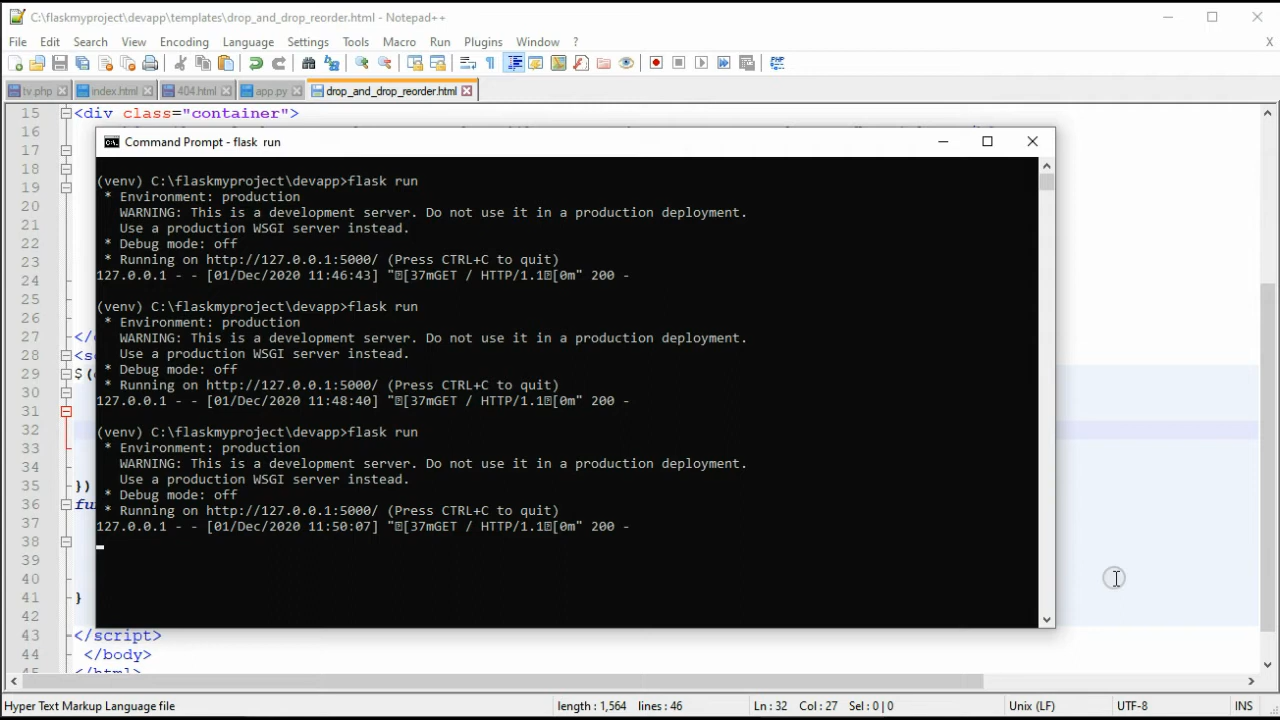 C:\flaskmyproject\devapp\templates\drop_and_drop_reorder.html - Notepad++
File Edit Search View Encoding Language Settings Tools Macro Run Plugins Window ? X
tv.php index.html 404.html app.py drop_and_drop_reorder.html
15 <div class="container">
16
Command Prompt - flask run
17
18
(venv) C:\flaskmyproject\devapp>flask run
19
* Environment: production
20
WARNING: This is a development server. Do not use it in a production deployment.
21
Use a production WSGI server instead.
22
* Debug mode: off
23
* Running on http://127.0.0.1:5000/ (Press CTRL+C to quit)
24
127.0.0.1 - - [01/Dec/2020 11:46:43] "[37mGET / HTTP/1.1[0m" 200 -
25
(venv) C:\flaskmyproject\devapp>flask run
26
* Environment: production
27 </
WARNING: This is a development server. Do not use it in a production deployment.
28 <s
Use a production WSGI server instead.
29 $(
* Debug mode: off
30
* Running on http://127.0.0.1:5000/ (Press CTRL+C to quit)
31
127.0.0.1 - - [01/Dec/2020 11:48:40] "[37mGET / HTTP/1.1[0m" 200 -
32
(venv) C:\flaskmyproject\devapp>flask run
33
* Environment: production
34
WARNING: This is a development server. Do not use it in a production deployment.
35 })
Use a production WSGI server instead.
* Debug mode: off
36 fu
* Running on http://127.0.0.1:5000/ (Press CTRL+C to quit)
37
127.0.0.1 - - [01/Dec/2020 11:50:07] "[37mGET / HTTP/1.1[0m" 200 -
38
39
40
41 }
42
43 </script>
44 </body>
45 </html>
Hyper Text Markup Language file length : 1,564 lines : 46 Ln : 32 Col : 27 Sel : 0 | 0 Unix (LF) UTF-8 INS